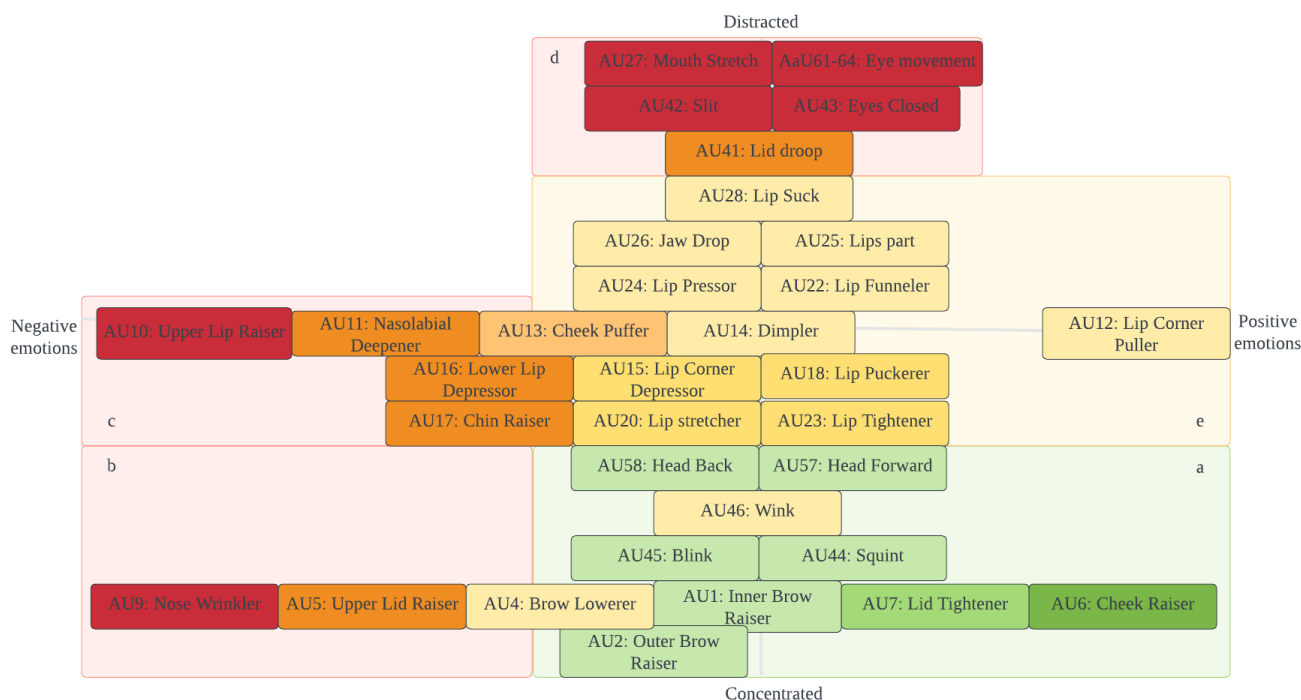 Distracted
d
AU27: Mouth Stretch
AaU61-64: Eye movement
AU42: Slit
AU43: Eyes Closed
AU41: Lid droop
AU28: Lip Suck
AU26: Jaw Drop
AU25: Lips part
AU24: Lip Pressor
AU22: Lip Funneler
Negative
emotions
AU10: Upper Lip Raiser
AU11: Nasolabial
Deepener
AU13: Cheek Puffer
AU14: Dimpler
AU12: Lip Corner
Puller
Positive
emotions
AU16: Lower Lip
Depressor
AU15: Lip Corner
Depressor
AU18: Lip Puckerer
c
AU17: Chin Raiser
AU20: Lip stretcher
AU23: Lip Tightener
e
b
AU58: Head Back
AU57: Head Forward
a
AU46: Wink
AU45: Blink
AU44: Squint
AU9: Nose Wrinkler
AU5: Upper Lid Raiser
AU4: Brow Lowerer
AU1: Inner Brow
Raiser
AU7: Lid Tightener
AU6: Cheek Raiser
AU2: Outer Brow
Raiser
Concentrated